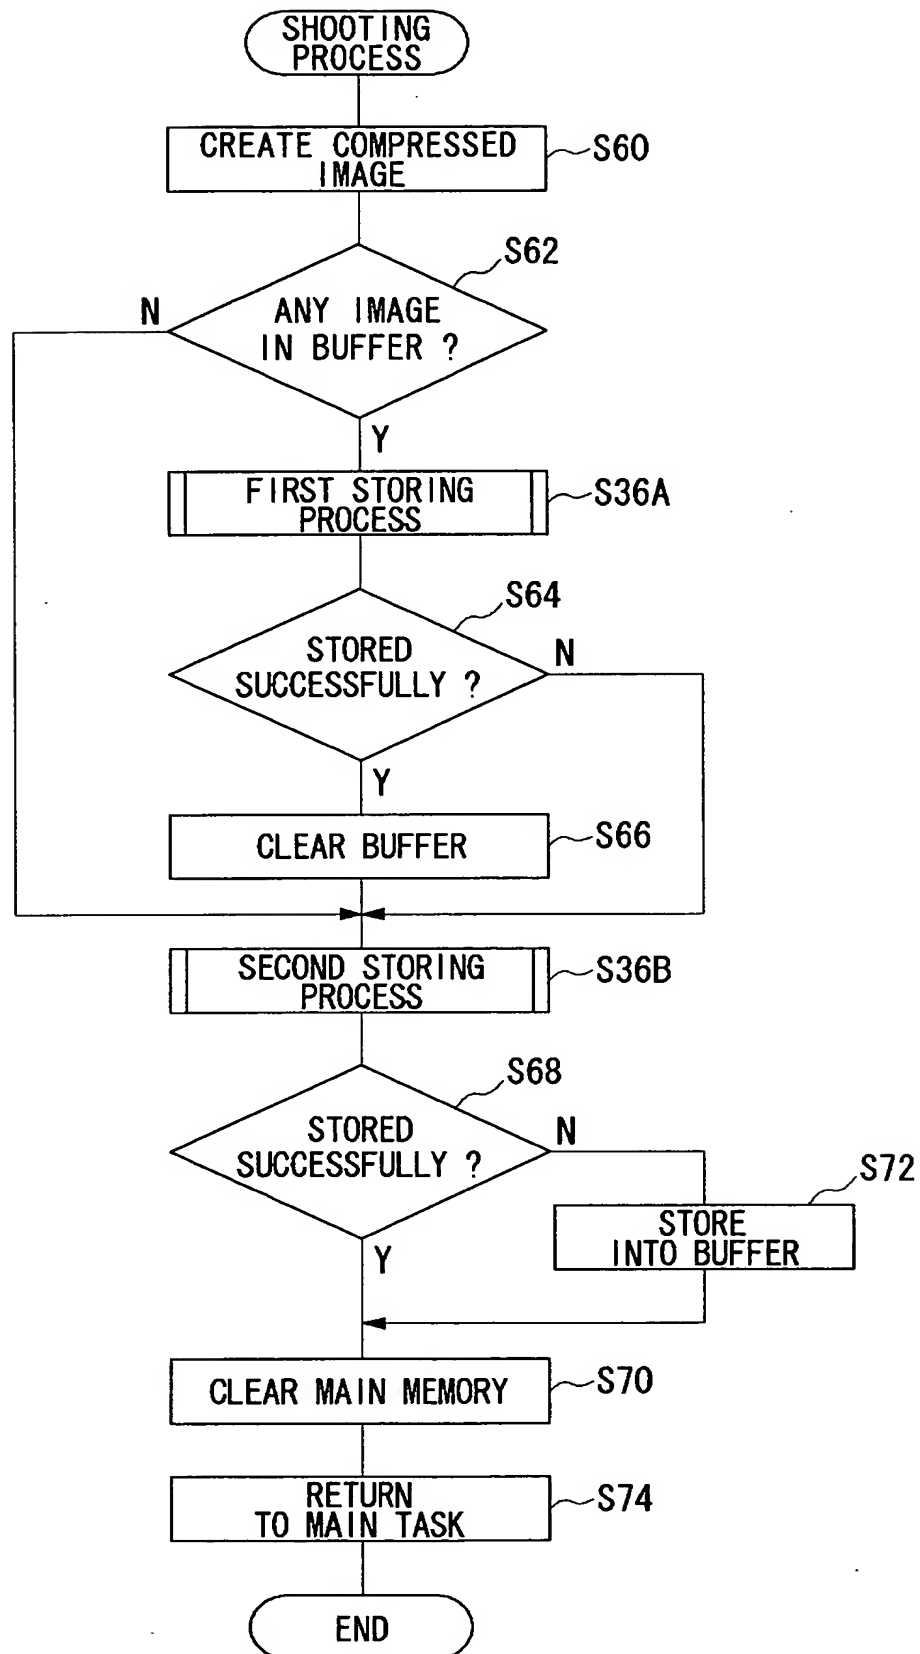 SHOOTING
PROCESS
CREATE COMPRESSED
IMAGE
S60
S62
N
ANY IMAGE
IN BUFFER ?
Y
FIRST STORING
PROCESS
S36A
S64
STORED
SUCCESSFULLY ?
N
Y
CLEAR BUFFER
S66
SECOND STORING
PROCESS
S36B
S68
STORED
SUCCESSFULLY ?
N
S72
STORE
INTO BUFFER
Y
CLEAR MAIN MEMORY
S70
RETURN
TO MAIN TASK
S74
END